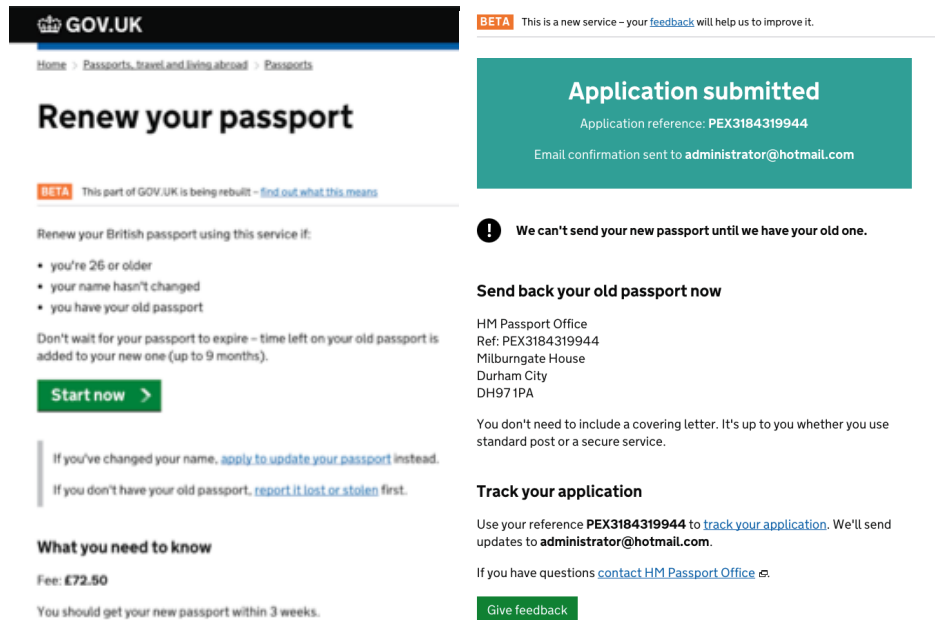 GOV.UK
Home > Passports, travel and living abroad > Passports
Renew your passport
BETA This part of GOV.UK is being rebuilt – find out what this means
Renew your British passport using this service if:
• you're 26 or older
• your name hasn't changed
• you have your old passport
Don't wait for your passport to expire – time left on your old passport is
added to your new one (up to 9 months).
Start now >
If you've changed your name, apply to update your passport instead.
If you don't have your old passport, report it lost or stolen first.
What you need to know
Fee: £72.50
You should get your new passport within 3 weeks.
BETA This is a new service – your feedback will help us to improve it.
Application submitted
Application reference: PEX3184319944
Email confirmation sent to administrator@hotmail.com
! We can't send your new passport until we have your old one.
Send back your old passport now
HM Passport Office
Ref: PEX3184319944
Milburngate House
Durham City
DH97 1PA
You don't need to include a covering letter. It's up to you whether you use
standard post or a secure service.
Track your application
Use your reference PEX3184319944 to track your application. We'll send
updates to administrator@hotmail.com.
If you have questions contact HM Passport Office.
Give feedback